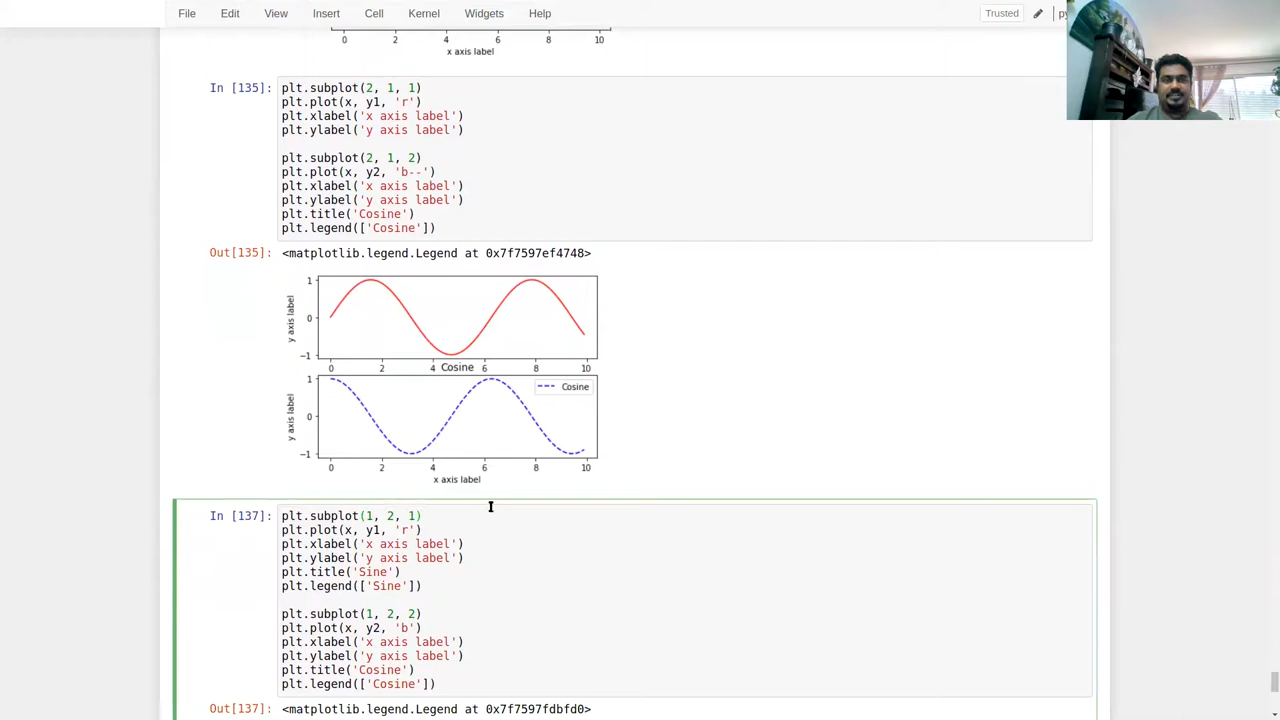 File Edit View Insert Cell Kernel Widgets Help Trusted
0 2 4 6 8 10
x axis label
In [135]:
plt.subplot(2, 1, 1)
plt.plot(x, y1, 'r')
plt.xlabel('x axis label')
plt.ylabel('y axis label')
plt.subplot(2, 1, 2)
plt.plot(x, y2, 'b--')
plt.xlabel('x axis label')
plt.ylabel('y axis label')
plt.title('Cosine')
plt.legend(['Cosine'])
Out[135]: <matplotlib.legend.Legend at 0x7f7597ef4748>
1
0
−1
y axis label
0 2 4 6 8 10
Cosine
1
0
−1
y axis label
Cosine
0 2 4 6 8 10
x axis label
In [137]:
plt.subplot(1, 2, 1)
plt.plot(x, y1, 'r')
plt.xlabel('x axis label')
plt.ylabel('y axis label')
plt.title('Sine')
plt.legend(['Sine'])
plt.subplot(1, 2, 2)
plt.plot(x, y2, 'b')
plt.xlabel('x axis label')
plt.ylabel('y axis label')
plt.title('Cosine')
plt.legend(['Cosine'])
Out[137]: <matplotlib.legend.Legend at 0x7f7597fdbfd0>